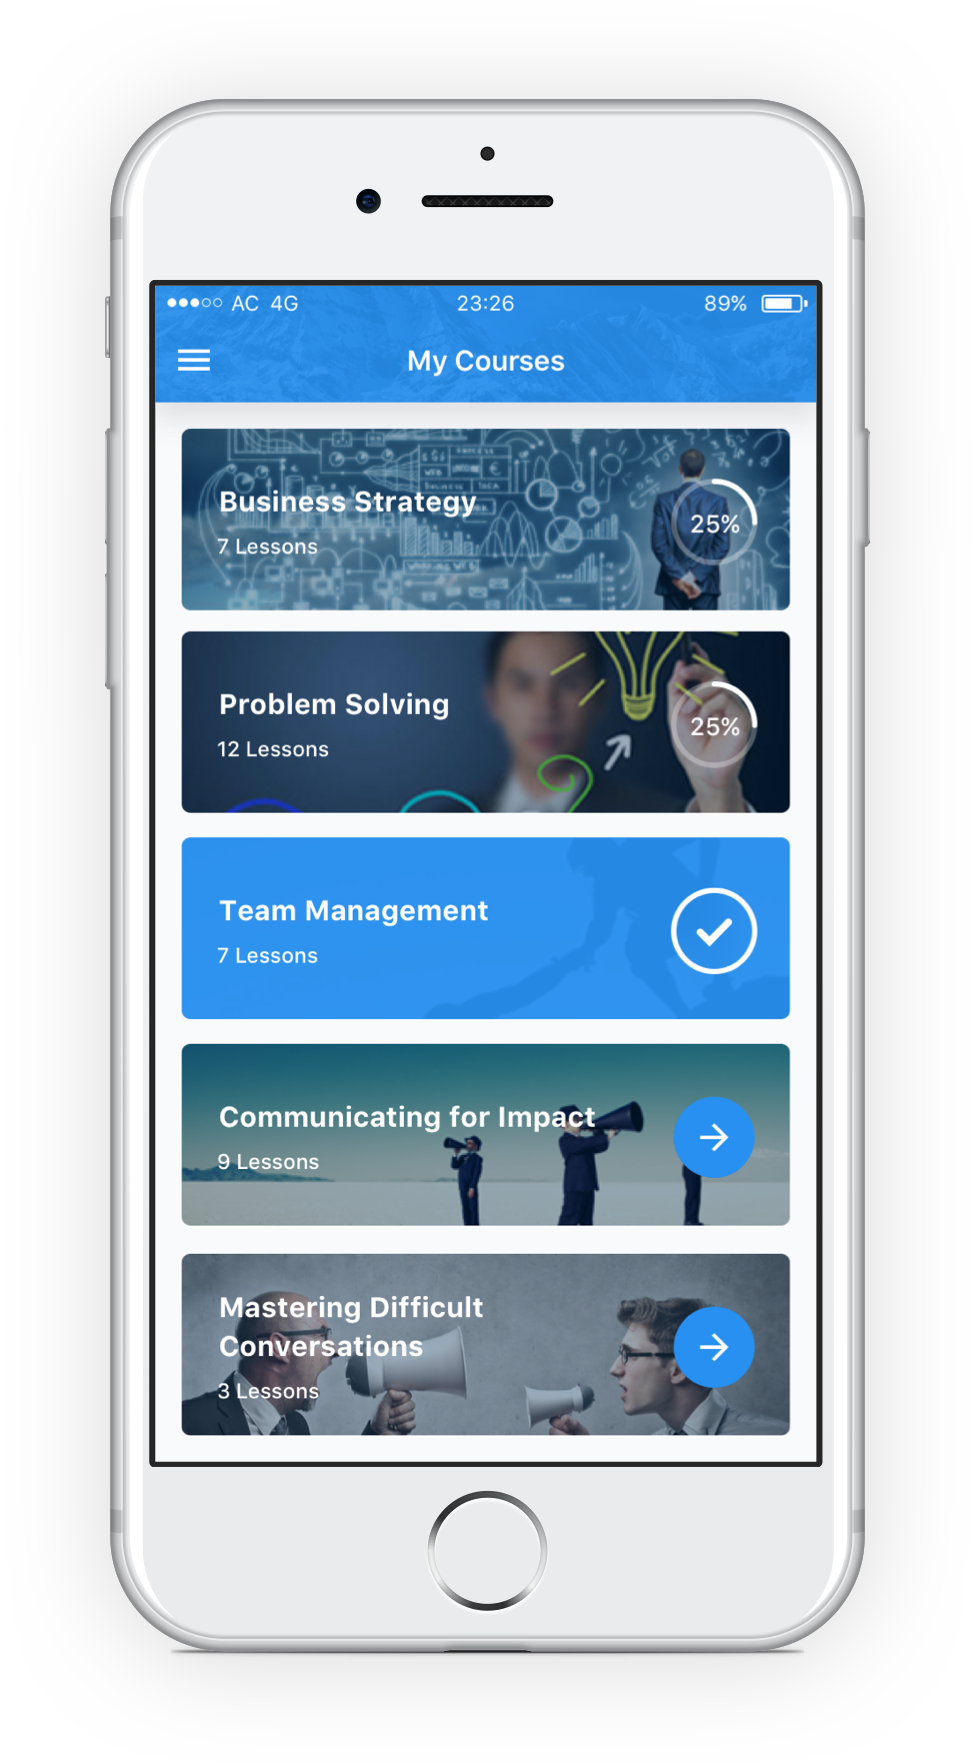 AC 4G 23:26 89%
My Courses
Business Strategy
7 Lessons
25%
Problem Solving
12 Lessons
25%
Team Management
7 Lessons
Communicating for Impact
9 Lessons
Mastering Difficult
Conversations
3 Lessons